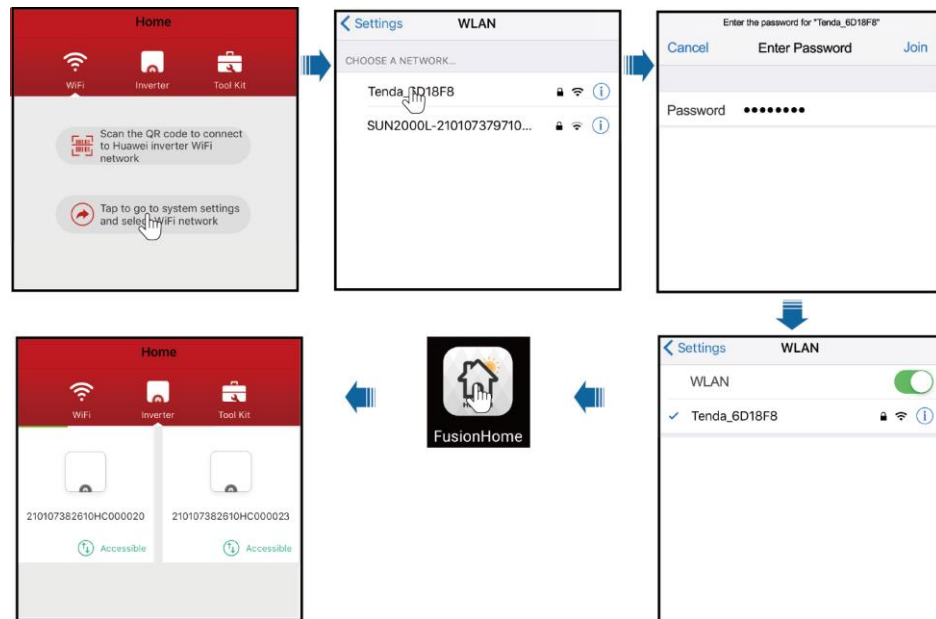 Home
WiFi
Inverter
Tool Kit
Scan the QR code to connect
to Huawei inverter WiFi
network
Tap to go to system settings
and select WiFi network
Settings
WLAN
CHOOSE A NETWORK...
Tenda_6D18F8
SUN2000L-210107379710...
Enter the password for "Tenda_6D18F8"
Cancel
Enter Password
Join
Password ••••••••
Settings
WLAN
WLAN
Tenda_6D18F8
FusionHome
Home
WiFi
Inverter
Tool Kit
210107382610HC000020
210107382610HC000023
Accessible
Accessible